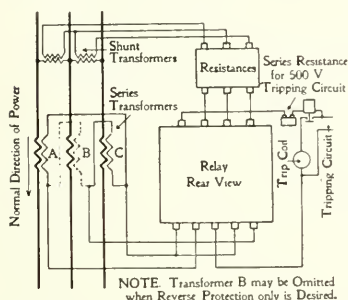 Shunt
Transformers
Resistances
Series Resistance
for 500 V
Tripping Circuit
Series
Transformers
Normal Direction of Power
A
B
C
Relay
Rear View
Trip Coil
Tripping Circuit
NOTE. Transformer B may be Omitted
when Reverse Protection only is Desired.